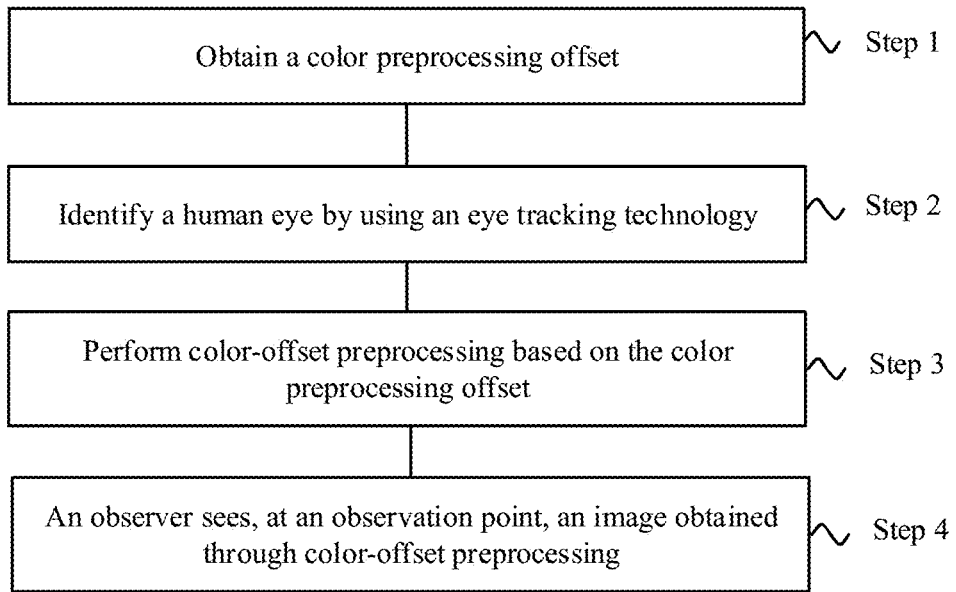 Obtain a color preprocessing offset
Step 1
Identify a human eye by using an eye tracking technology
Step 2
Perform color-offset preprocessing based on the color
preprocessing offset
Step 3
An observer sees, at an observation point, an image obtained
through color-offset preprocessing
Step 4